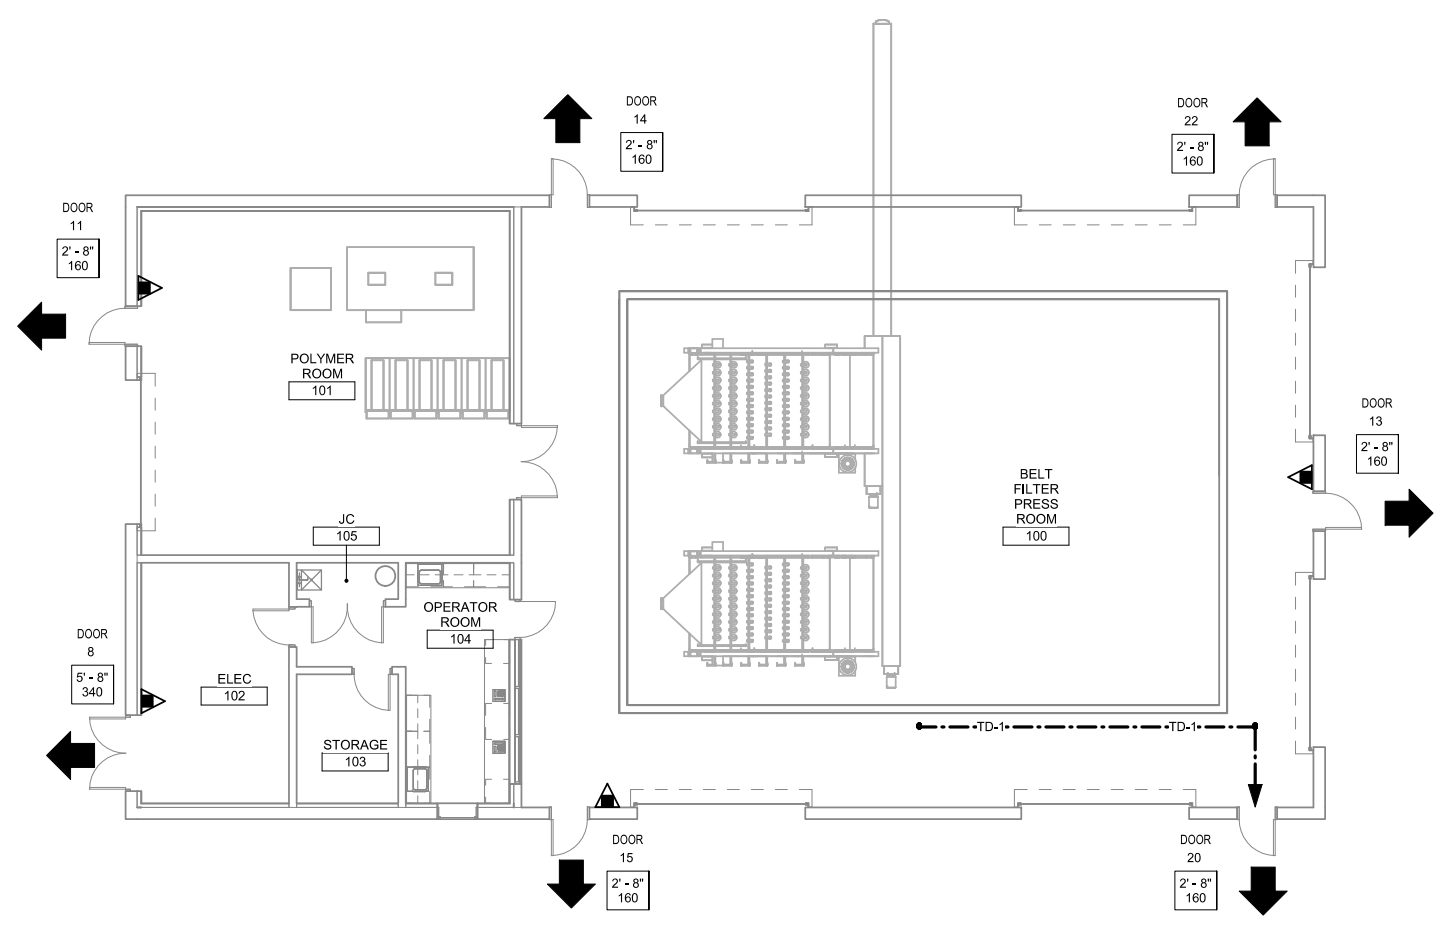 DOOR
14
2' - 8"
160
DOOR
22
2' - 8"
160
DOOR
11
2' - 8"
160
POLYMER
ROOM
101
DOOR
13
2' - 8"
160
BELT
FILTER
PRESS
ROOM
100
JC
105
OPERATOR
ROOM
104
DOOR
8
5' - 8"
340
ELEC
102
STORAGE
103
TD-1
TD-1
DOOR
15
2' - 8"
160
DOOR
20
2' - 8"
160